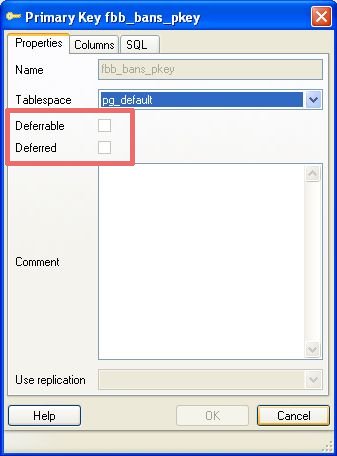 Primary Key fbb_bans_pkey
Properties Columns SQL
Name fbb_bans_pkey
Tablespace pg_default
Deferrable
Deferred
Comment
Use replication
Help OK Cancel